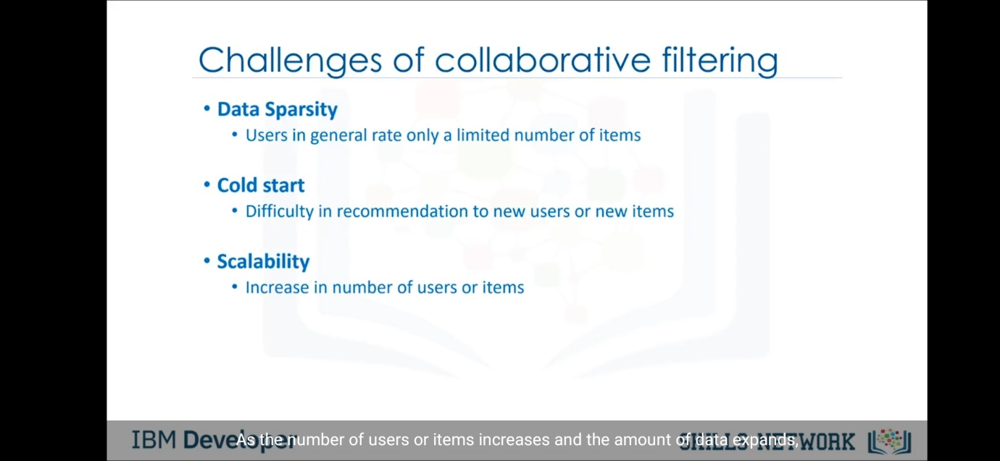 Challenges of collaborative filtering
• Data Sparsity
• Users in general rate only a limited number of items
• Cold start
• Difficulty in recommendation to new users or new items
• Scalability
• Increase in number of users or items
IBM Developer
As the number of users or items increases and the amount of data expands,
SKILLS NETWORK